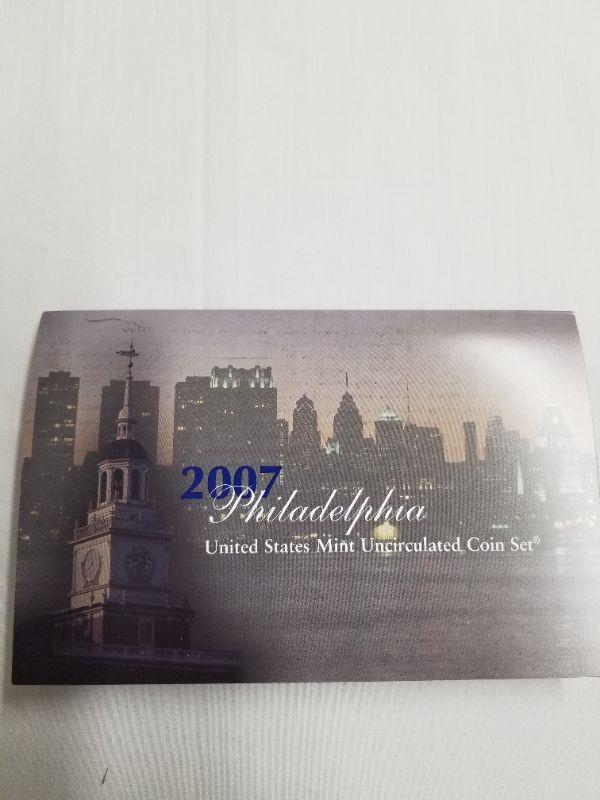 2007
Philadelphia
United States Mint Uncirculated Coin Set®